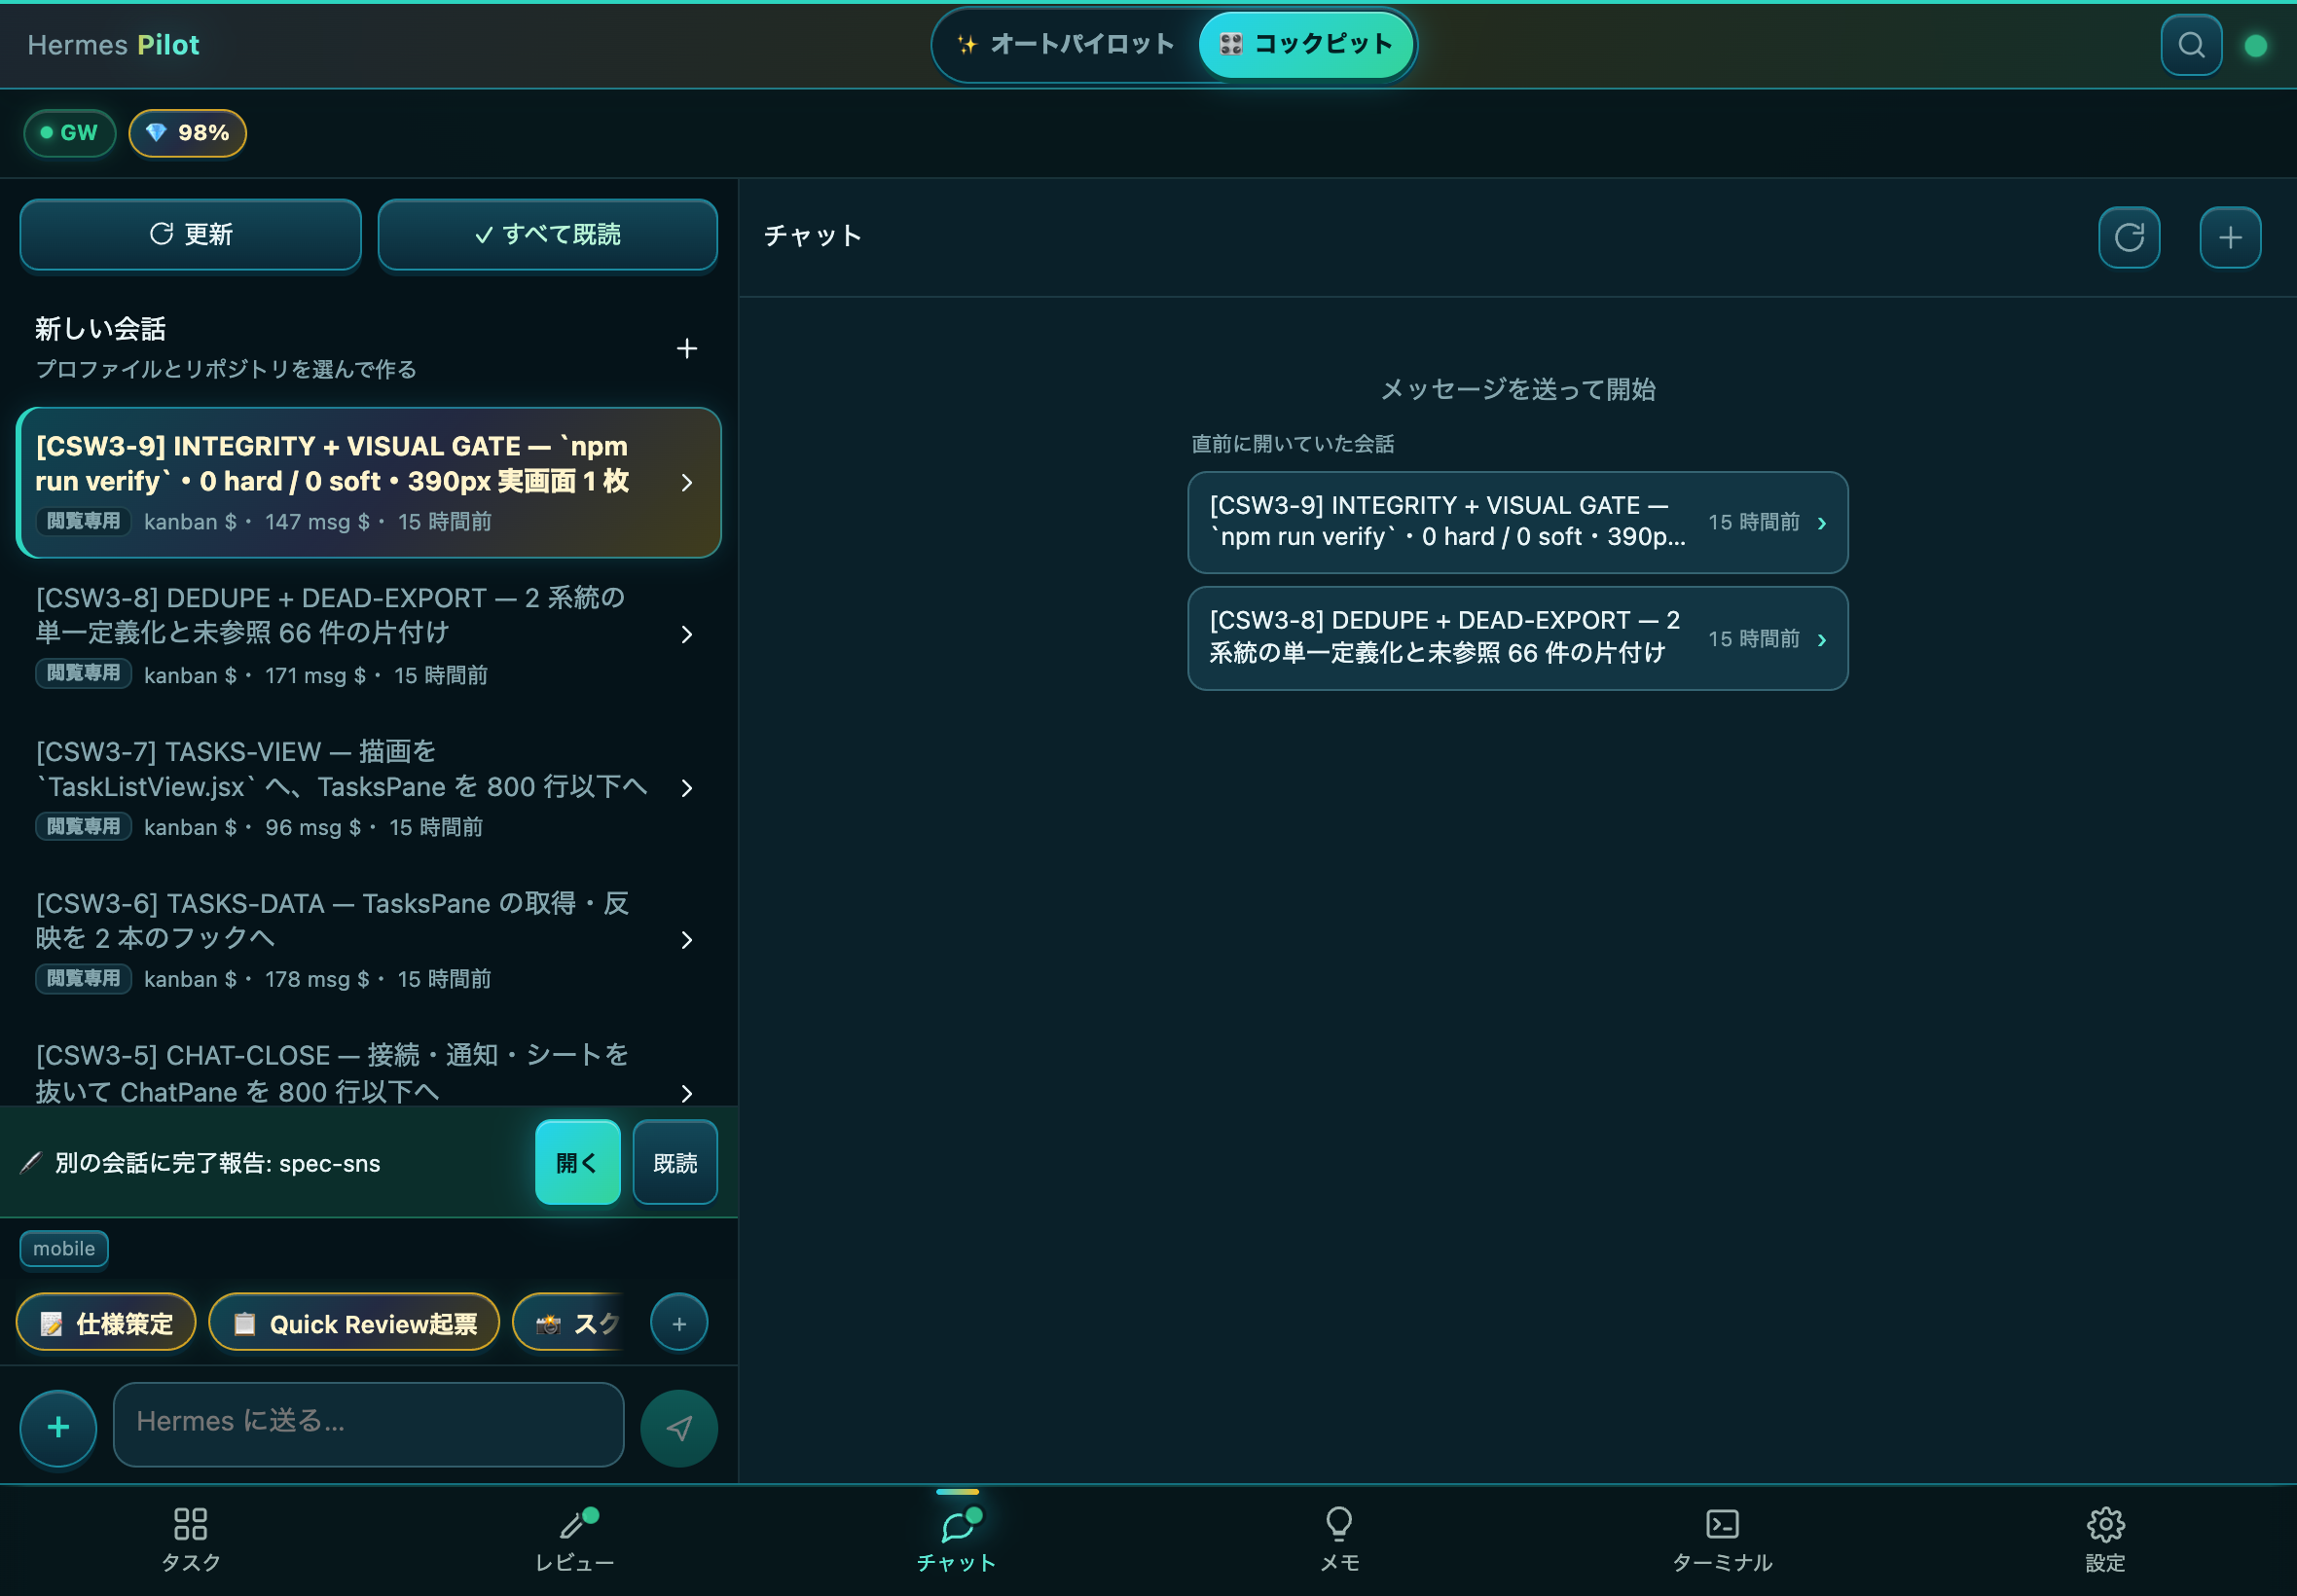 Hermes Pilot
✨ オートパイロット
🎛️ コックピット
GW
💎 98%
更新
✓ すべて既読
新しい会話
プロファイルとリポジトリを選んで作る
[CSW3-9] INTEGRITY + VISUAL GATE — `npm
run verify`・0 hard / 0 soft・390px 実画面 1 枚
閲覧専用 kanban $・ 147 msg $・ 15 時間前
[CSW3-8] DEDUPE + DEAD-EXPORT — 2 系統の
単一定義化と未参照 66 件の片付け
閲覧専用 kanban $・ 171 msg $・ 15 時間前
[CSW3-7] TASKS-VIEW — 描画を
`TaskListView.jsx` へ、TasksPane を 800 行以下へ
閲覧専用 kanban $・ 96 msg $・ 15 時間前
[CSW3-6] TASKS-DATA — TasksPane の取得・反
映を 2 本のフックへ
閲覧専用 kanban $・ 178 msg $・ 15 時間前
[CSW3-5] CHAT-CLOSE — 接続・通知・シートを
抜いて ChatPane を 800 行以下へ
別の会話に完了報告: spec-sns
開く
既読
mobile
📝 仕様策定
📋 Quick Review起票
📸 スク
+
+
Hermes に送る...
チャット
メッセージを送って開始
直前に開いていた会話
[CSW3-9] INTEGRITY + VISUAL GATE —
`npm run verify`・0 hard / 0 soft・390p...
15 時間前 ›
[CSW3-8] DEDUPE + DEAD-EXPORT — 2
系統の単一定義化と未参照 66 件の片付け
15 時間前 ›
タスク
レビュー
チャット
メモ
ターミナル
設定